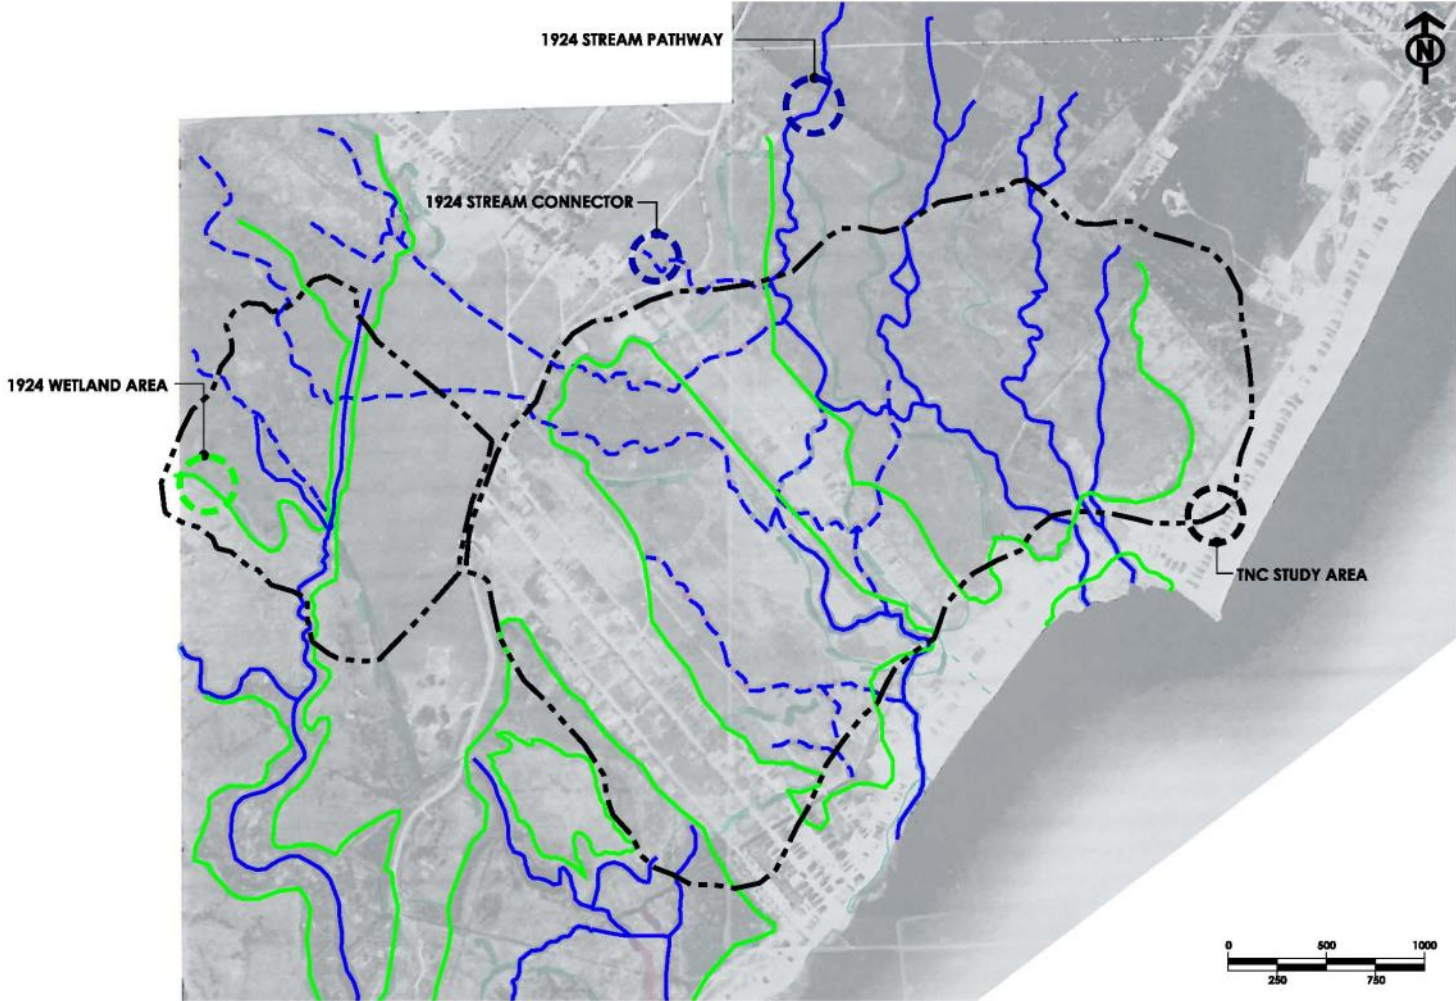 1924 STREAM PATHWAY
N
1924 STREAM CONNECTOR
1924 WETLAND AREA
TNC STUDY AREA
0 500 1000
250 750